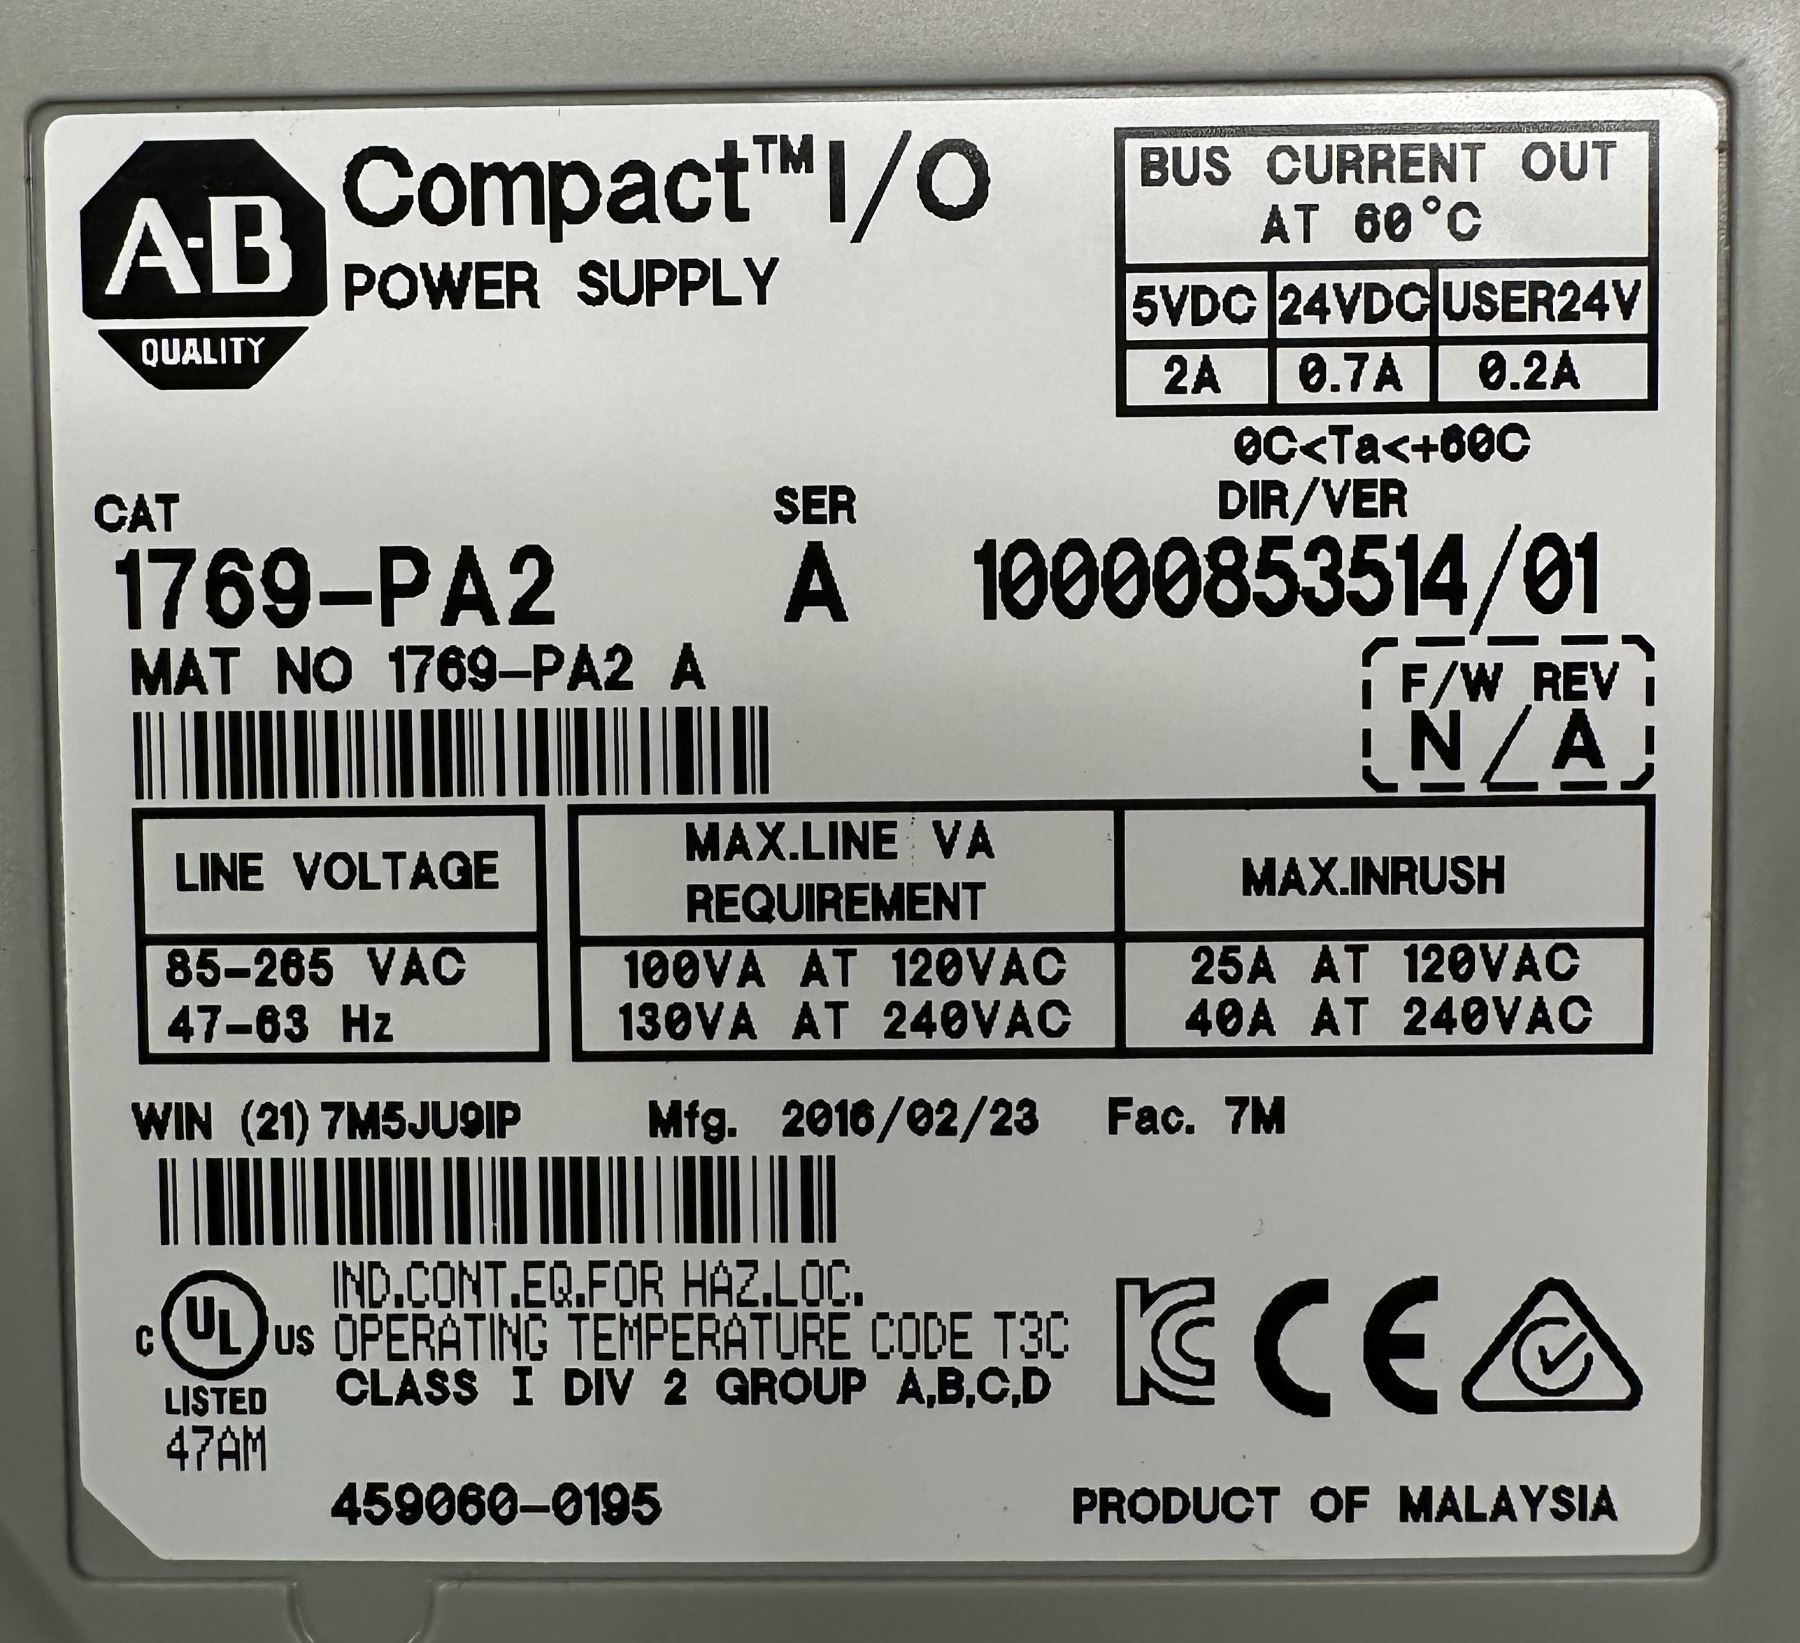 A-B
QUALITY
Compact™ I/O
POWER SUPPLY
BUS CURRENT OUT
AT 60°C
5VDC 24VDC USER24V
2A 0.7A 0.2A
0C<Ta<+60C
CAT
SER
DIR/VER
1769-PA2 A 10000853514/01
MAT NO 1769-PA2 A
F/W REV
N/A
LINE VOLTAGE
85-265 VAC
47-63 Hz
MAX.LINE VA
REQUIREMENT
100VA AT 120VAC
130VA AT 240VAC
MAX.INRUSH
25A AT 120VAC
40A AT 240VAC
WIN (21) 7M5JU9IP Mfg. 2016/02/23 Fac. 7M
C UL US
LISTED
47AM
IND.CONT.EQ.FOR HAZ.LOC.
OPERATING TEMPERATURE CODE T3C
CLASS I DIV 2 GROUP A,B,C,D
KC CE
459060-0195
PRODUCT OF MALAYSIA